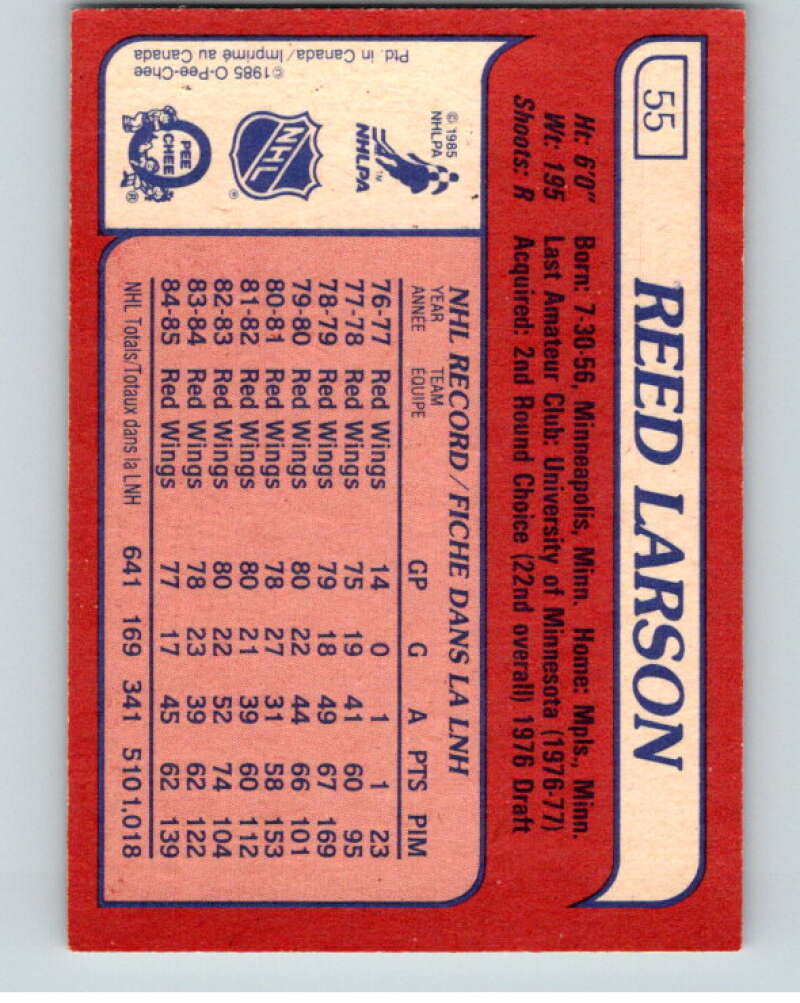 55
REED LARSON
Ht: 6'0" Born: 7-30-56, Minneapolis, Minn. Home: Mpls., Minn.
Wt: 195 Last Amateur Club: University of Minnesota (1976-77)
Shoots: R Acquired: 2nd Round Choice (22nd overall) 1976 Draft
© 1985
NHLPA
NHLPA™
NHL
®
O PEE CHEE
®
©1985 O-Pee-Chee
Ptd. in Canada/Imprimé au Canada
NHL RECORD/FICHE DANS LA LNH
YEAR TEAM
ANNÉE ÉQUIPE GP G A PTS PIM
76-77 Red Wings 14 0 1 1 23
77-78 Red Wings 75 19 41 60 95
78-79 Red Wings 79 18 49 67 169
79-80 Red Wings 80 22 44 66 101
80-81 Red Wings 78 27 31 58 153
81-82 Red Wings 80 21 39 60 112
82-83 Red Wings 80 22 52 74 104
83-84 Red Wings 78 23 39 62 122
84-85 Red Wings 77 17 45 62 139
NHL Totals/Totaux dans la LNH 641 169 341 510 1,018